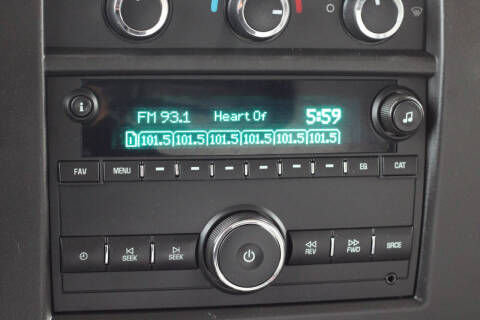 FM 93.1 Heart Of 5:59
1 101.5 101.5 101.5 101.5 101.5 101.5
FAV MENU EQ CAT
SEEK SEEK REV FWD SRCE